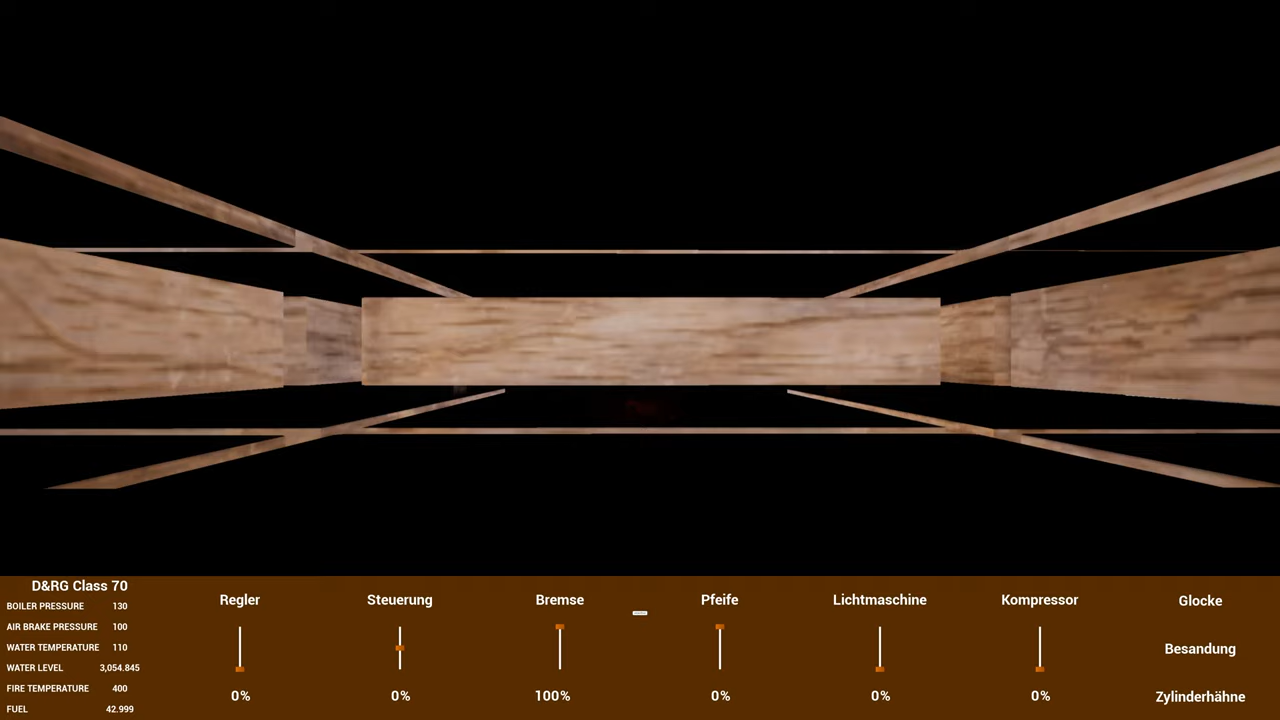 D&RG Class 70
BOILER PRESSURE 130
AIR BRAKE PRESSURE 100
WATER TEMPERATURE 110
WATER LEVEL 3,054.845
FIRE TEMPERATURE 400
FUEL 42.999
Regler
0%
Steuerung
0%
Bremse
100%
Pfeife
0%
Lichtmaschine
0%
Kompressor
0%
Glocke
Besandung
Zylinderhähne